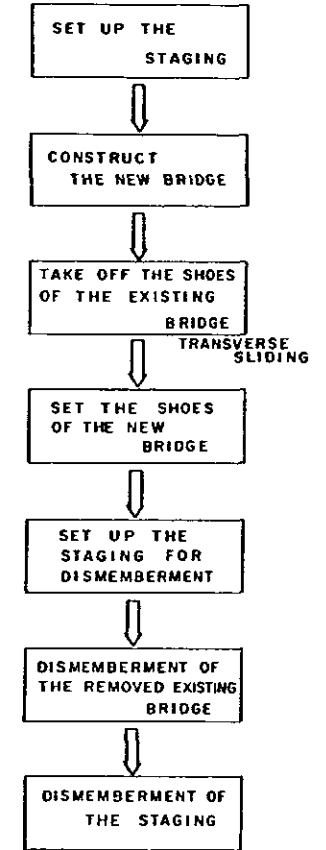 SET UP THE
STAGING
CONSTRUCT
THE NEW BRIDGE
TAKE OFF THE SHOES
OF THE EXISTING
BRIDGE
TRANSVERSE
SLIDING
SET THE SHOES
OF THE NEW
BRIDGE
SET UP THE
STAGING FOR
DISMEMBERMENT
DISMEMBERMENT OF
THE REMOVED EXISTING
BRIDGE
DISMEMBERMENT OF
THE STAGING